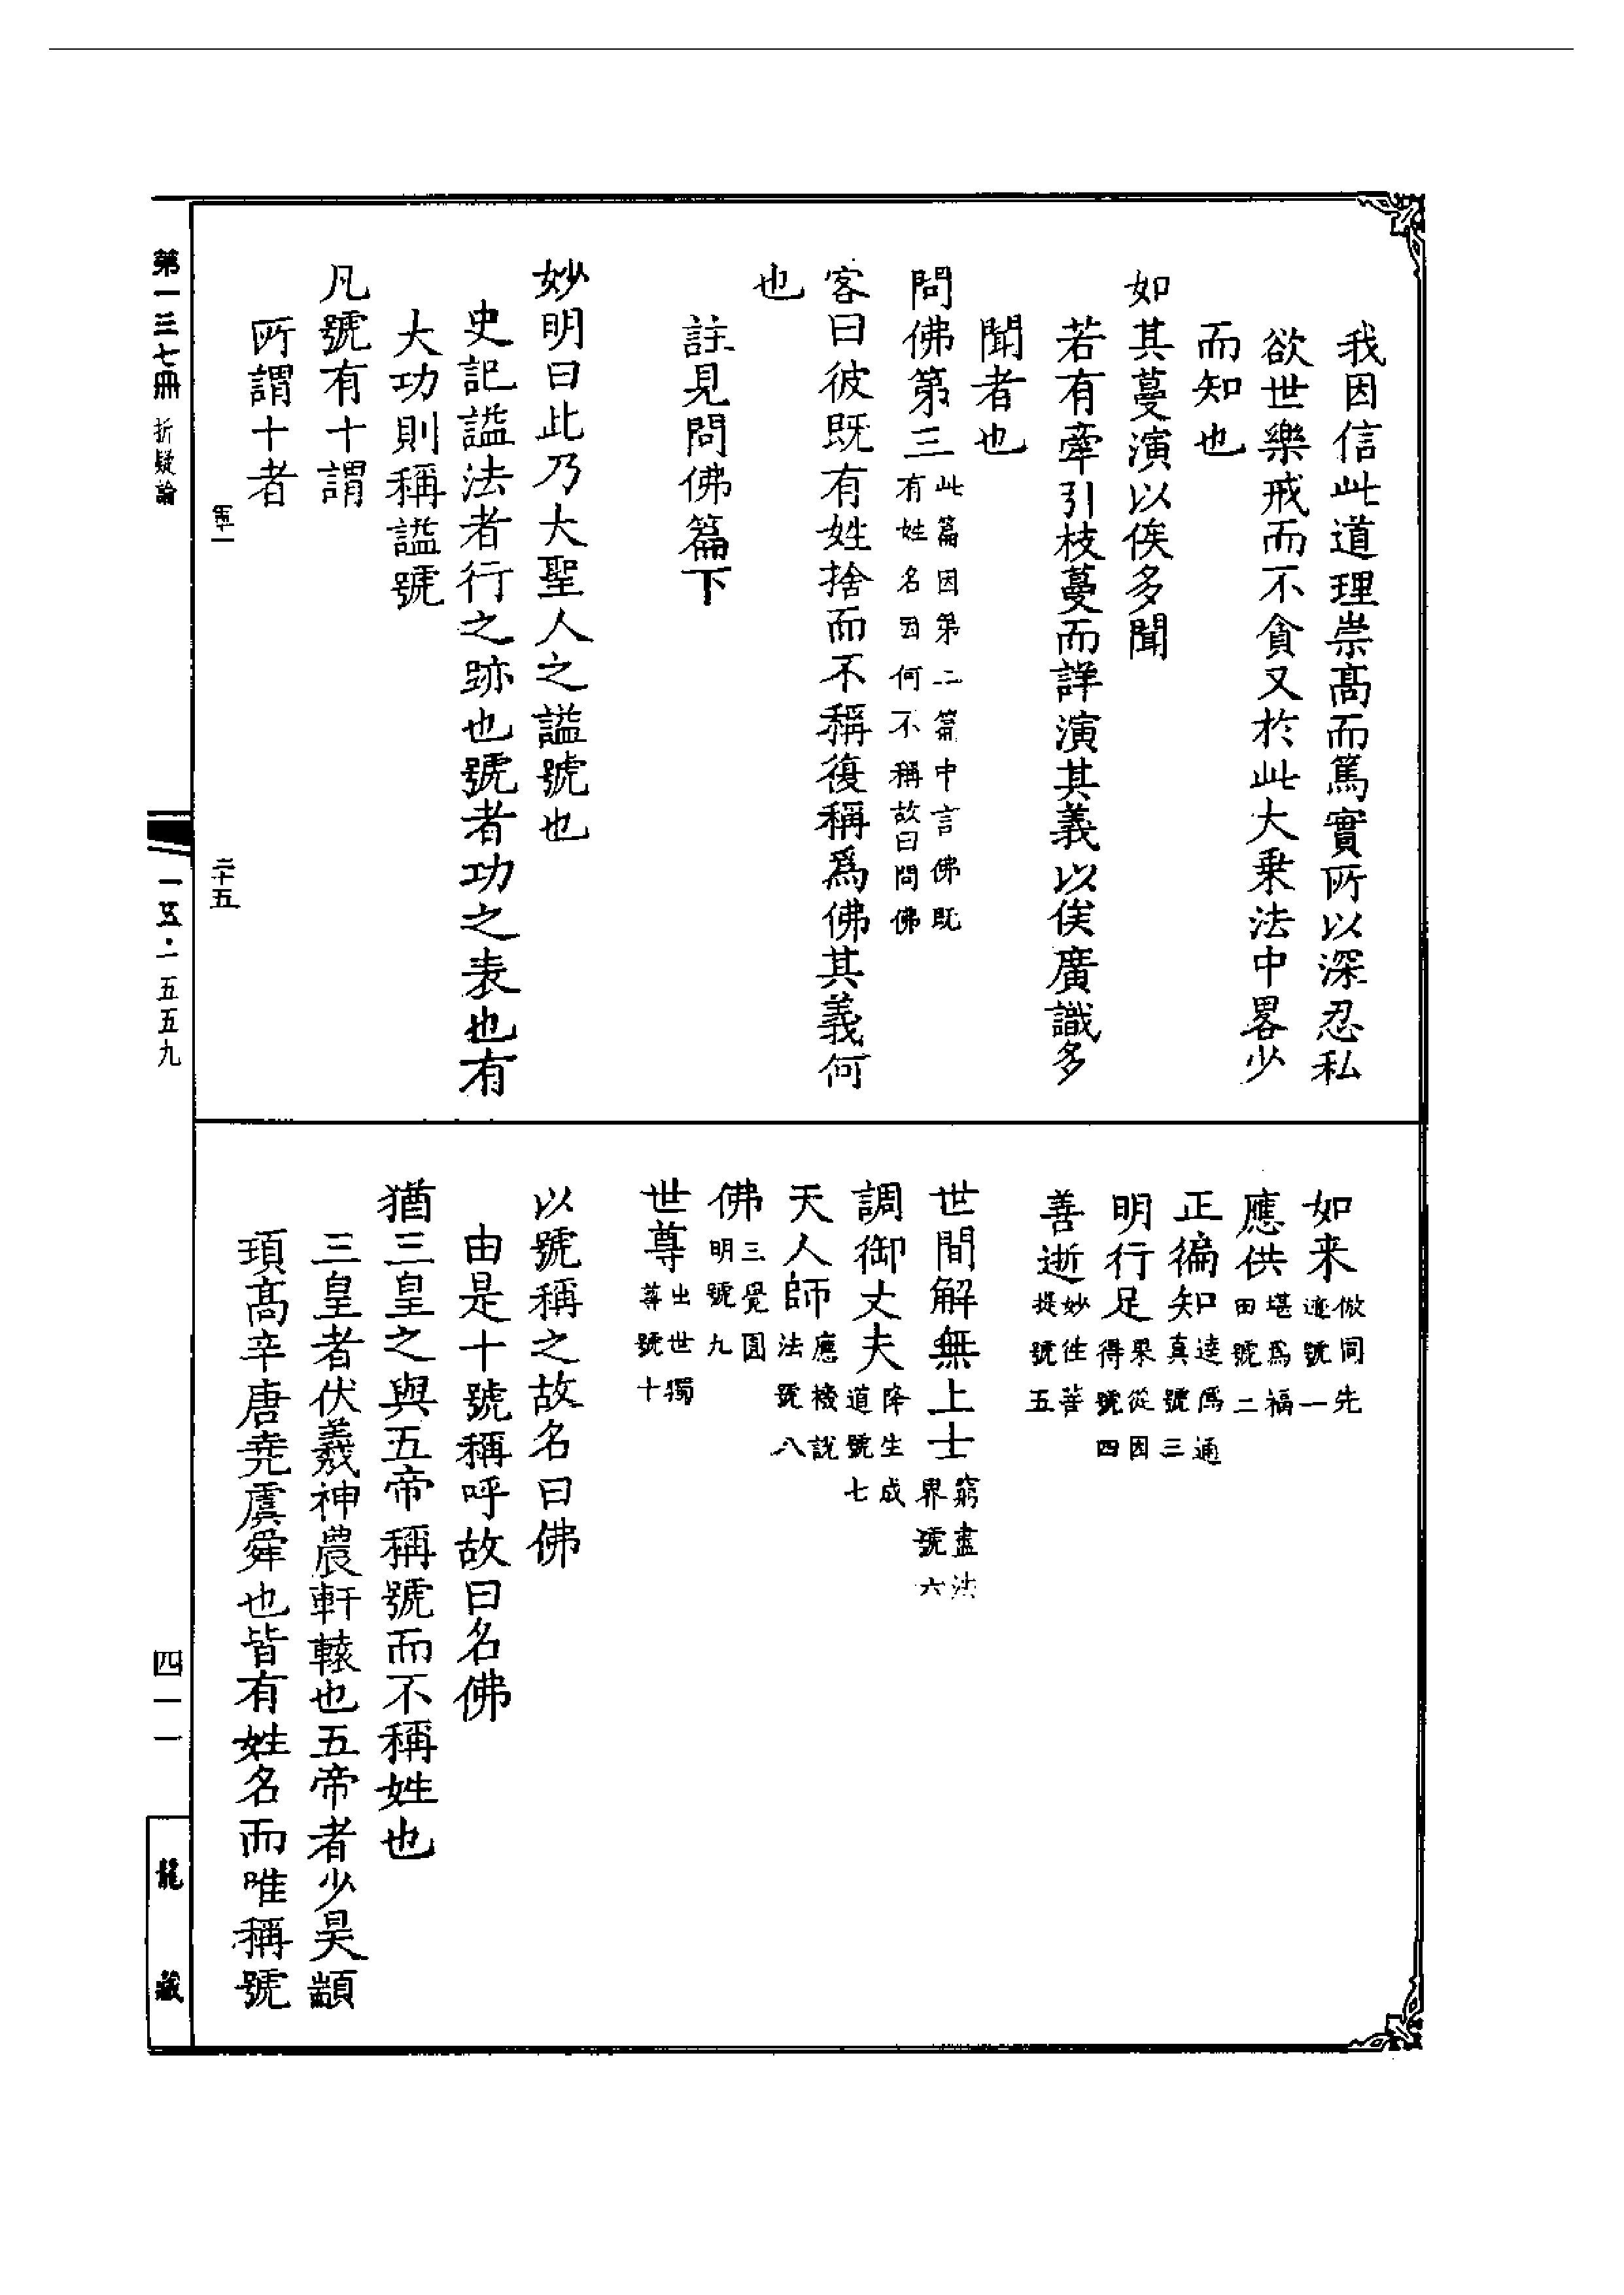 我因信此道理崇髙而篤實所以深忍私
欲世樂戒而不貪又於此大乗法中畧少
而知也
如其蔓演以俟多聞
若有牽引枝蔓而詳演其義以俟廣識多
聞者也
問佛第三此篇因第二篇中言佛既
有姓名因何不稱故曰問佛
客曰彼既有姓捨而不稱復稱爲佛其義何
也
註見問佛篇下
妙明曰此乃大聖人之謚號也
史記謚法者行之跡也號者功之表也有
大功則稱謚號
凡號有十謂
所謂十者
二十五
如来倣同先
迹號一
應供堪爲福
田號二
正徧知達爲通
真號三
明行足果從因
得號四
善逝妙往菩
提號五
世間解無上士窮盡法
界號六
調御丈夫降生成
道號七
天人師應機説
法號八
佛三覺圓
明號九
世尊出世獨
尊號十
以號稱之故名曰佛
由是十號稱呼故曰名佛
猶三皇之與五帝稱號而不稱姓也
三皇者伏羲神農軒轅也五帝者少昊顓
頊髙辛唐尭虞舜也皆有姓名而唯稱號
第一三七冊 折疑論
一五·一五五九
四一一
龍藏